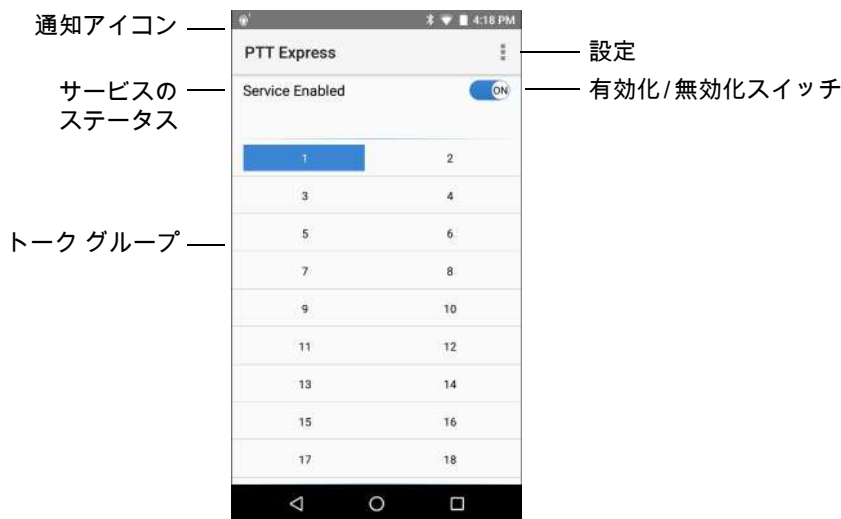 通知アイコン
4:18 PM
PTT Express
設定
サービスの
ステータス
Service Enabled
ON
有効化/無効化スイッチ
トーク グループ
1 2
3 4
5 6
7 8
9 10
11 12
13 14
15 16
17 18